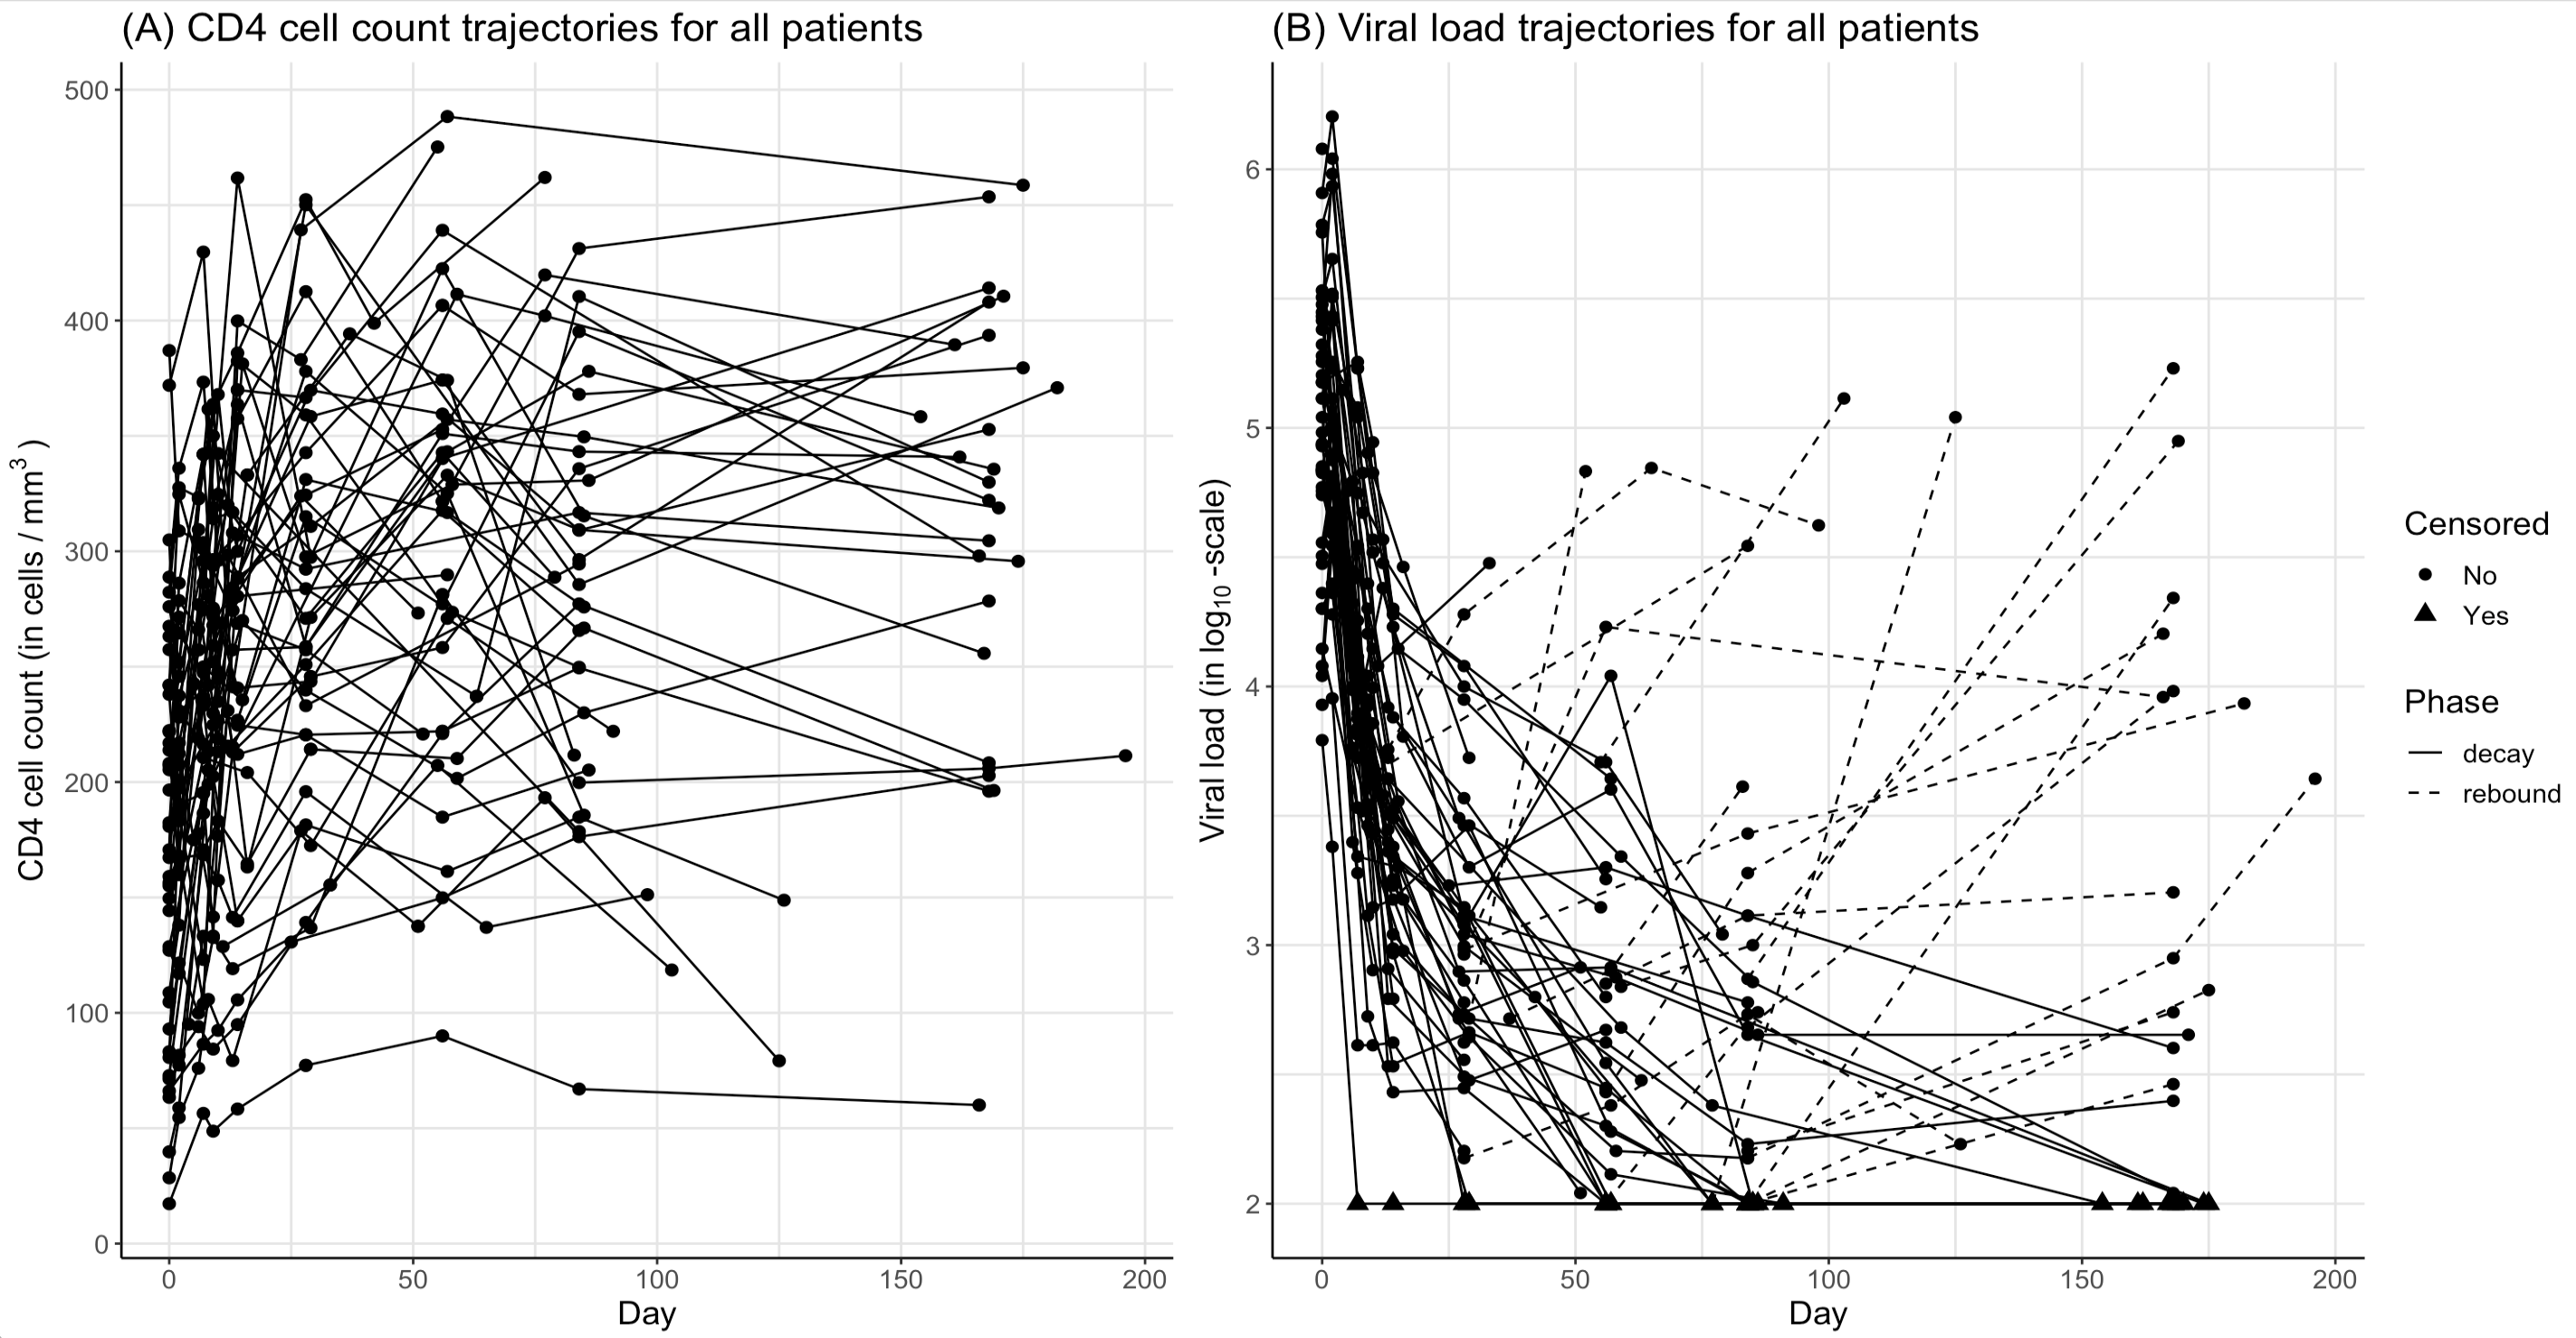 (A) CD4 cell count trajectories for all patients
CD4 cell count (in cells / mm³ )
500
400
300
200
100
0
0 50 100 150 200
Day
(B) Viral load trajectories for all patients
Viral load (in log₁₀ -scale)
6
5
4
3
2
0 50 100 150 200
Day
Censored
No
Yes
Phase
decay
rebound